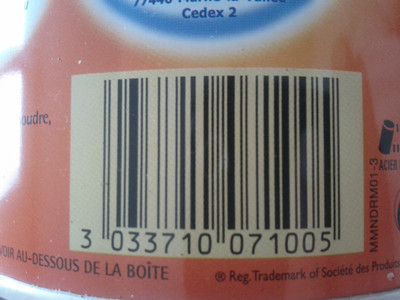 Cedex 2
oudre,
3 033710 071005
ACIER
MMNDRM01-3
VOIR AU-DESSOUS DE LA BOÎTE
® Reg. Trademark of Société des Produits